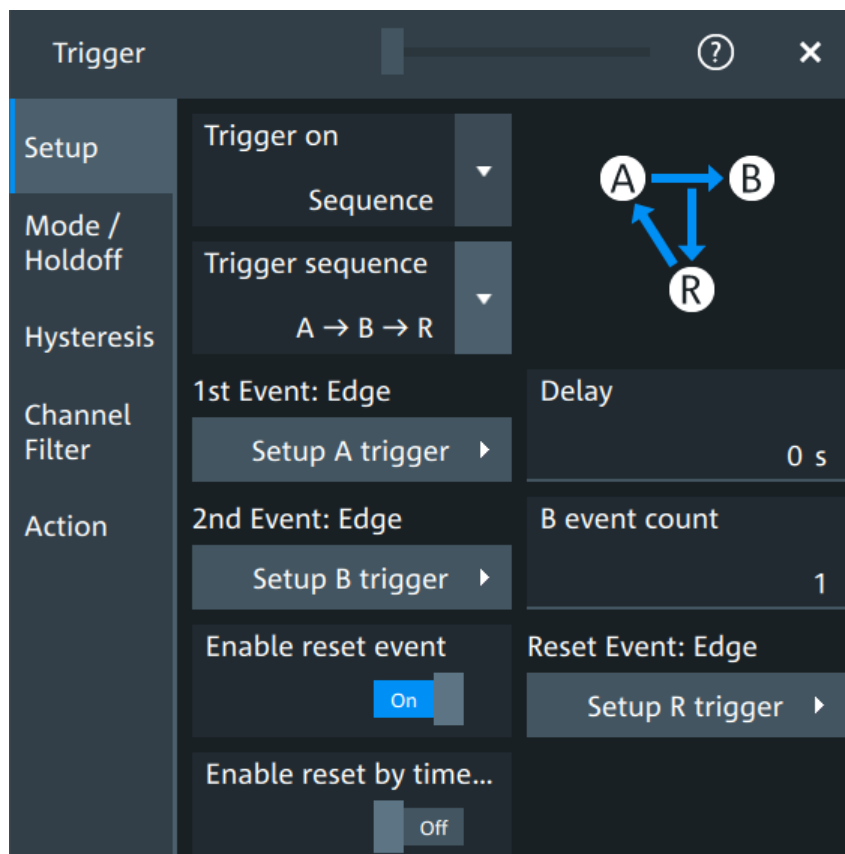 Trigger
?
Setup
Mode /
Holdoff
Hysteresis
Channel
Filter
Action
Trigger on
Sequence
Trigger sequence
A → B → R
A
B
R
1st Event: Edge
Setup A trigger
Delay
0 s
2nd Event: Edge
Setup B trigger
B event count
1
Enable reset event
On
Reset Event: Edge
Setup R trigger
Enable reset by time...
Off